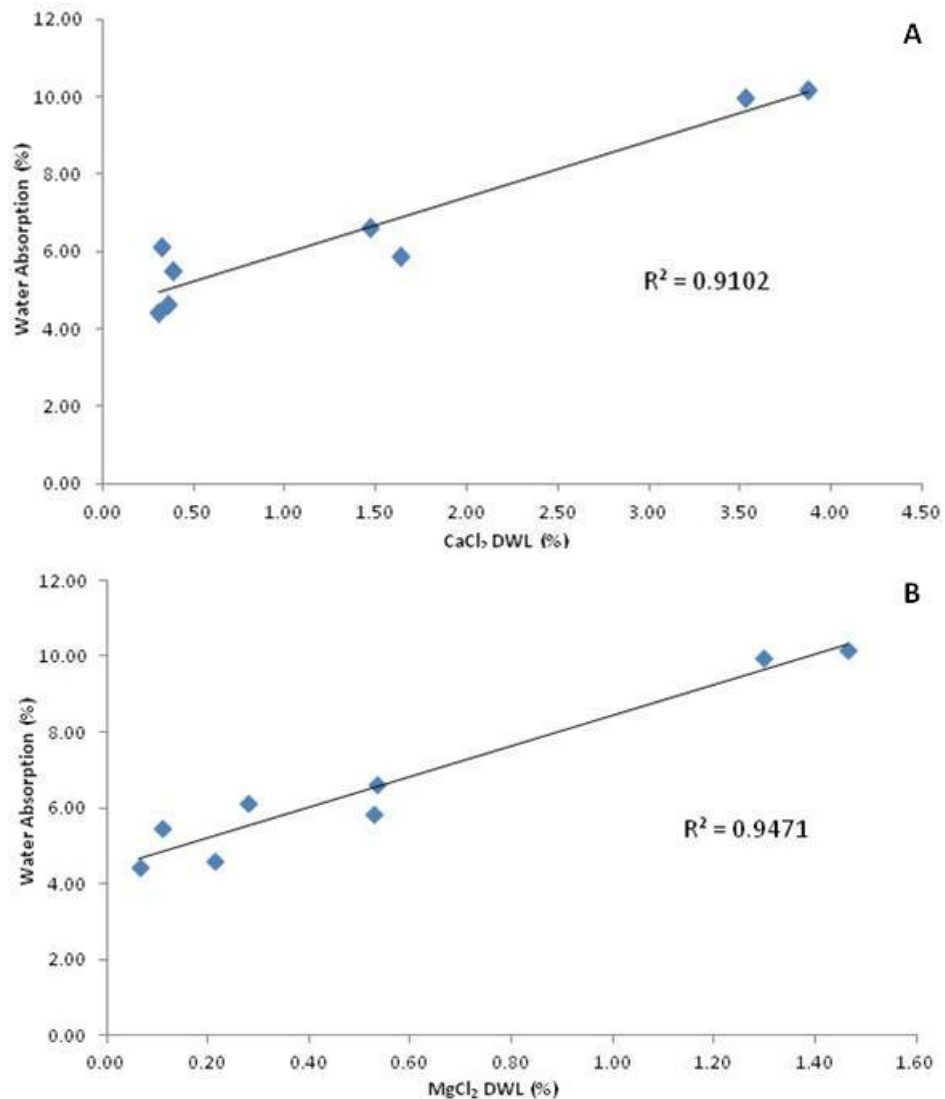 A
12.00
10.00
8.00
6.00
4.00
2.00
0.00
Water Absorption (%)
R² = 0.9102
0.00 0.50 1.00 1.50 2.00 2.50 3.00 3.50 4.00 4.50
CaCl₂ DWL (%)
B
12.00
10.00
8.00
6.00
4.00
2.00
0.00
Water Absorption (%)
R² = 0.9471
0.00 0.20 0.40 0.60 0.80 1.00 1.20 1.40 1.60
MgCl₂ DWL (%)